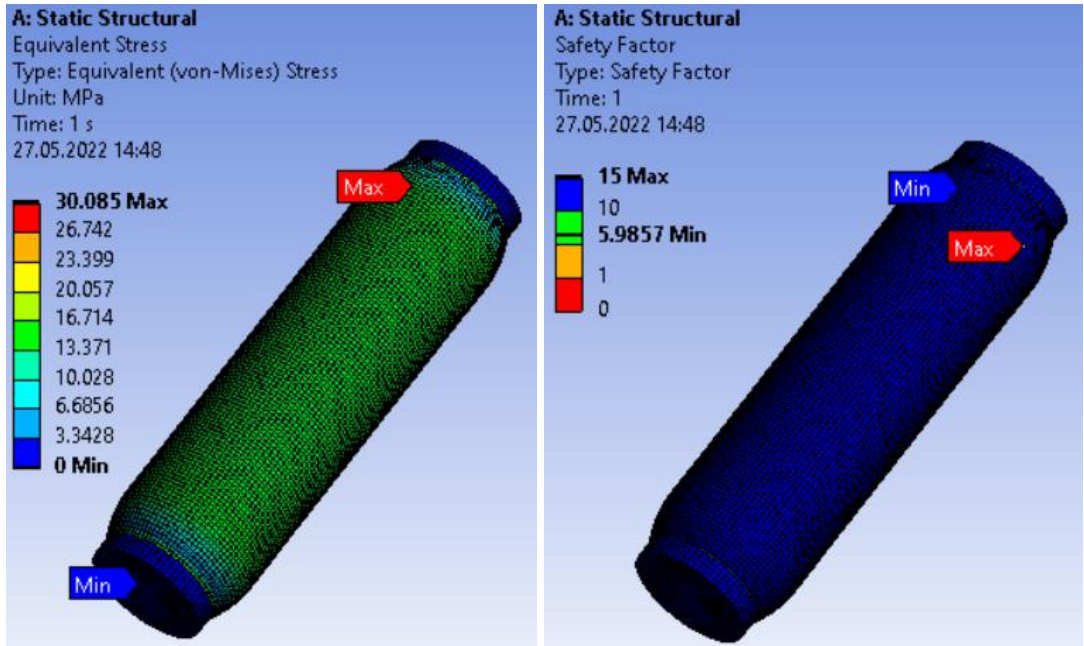 A: Static Structural
Equivalent Stress
Type: Equivalent (von-Mises) Stress
Unit: MPa
Time: 1 s
27.05.2022 14:48
30.085 Max
26.742
23.399
20.057
16.714
13.371
10.028
6.6856
3.3428
0 Min
Max
Min
A: Static Structural
Safety Factor
Type: Safety Factor
Time: 1
27.05.2022 14:48
15 Max
10
5.9857 Min
1
0
Min
Max